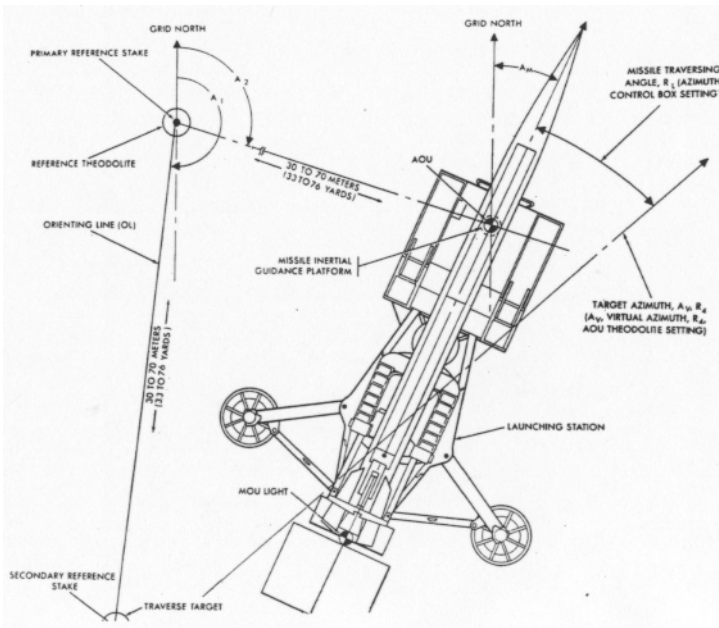 GRID NORTH
PRIMARY REFERENCE STAKE
A2
A1
REFERENCE THEODOLITE
30 TO 70 METERS
(33 TO 76 YARDS)
ORIENTING LINE (OL)
30 TO 70 METERS
(33 TO 76 YARDS)
SECONDARY REFERENCE
STAKE
TRAVERSE TARGET
GRID NORTH
AM
AOU
MISSILE INERTIAL
GUIDANCE PLATFORM
MOU LIGHT
MISSILE TRAVERSING
ANGLE, RL (AZIMUTH
CONTROL BOX SETTING)
TARGET AZIMUTH, AV, Rd
(AV, VIRTUAL AZIMUTH, Rd,
AOU THEODOLITE SETTING)
LAUNCHING STATION